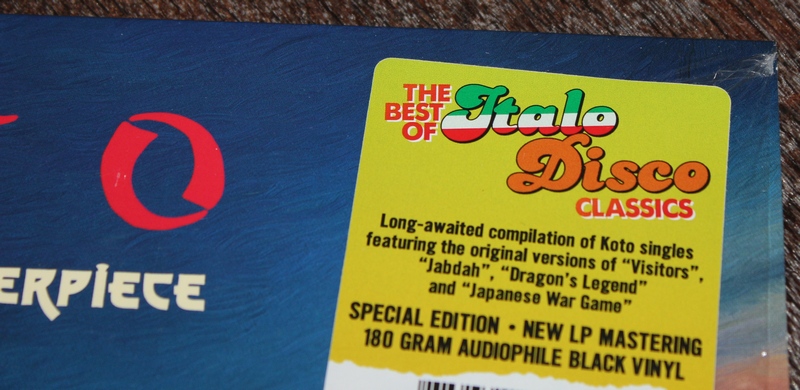 O
ERPIECE
THE
BEST
OF
Italo
Disco
CLASSICS
Long-awaited compilation of Koto singles
featuring the original versions of “Visitors”,
“Jabdah”, “Dragon's Legend”
and “Japanese War Game”
SPECIAL EDITION • NEW LP MASTERING
180 GRAM AUDIOPHILE BLACK VINYL